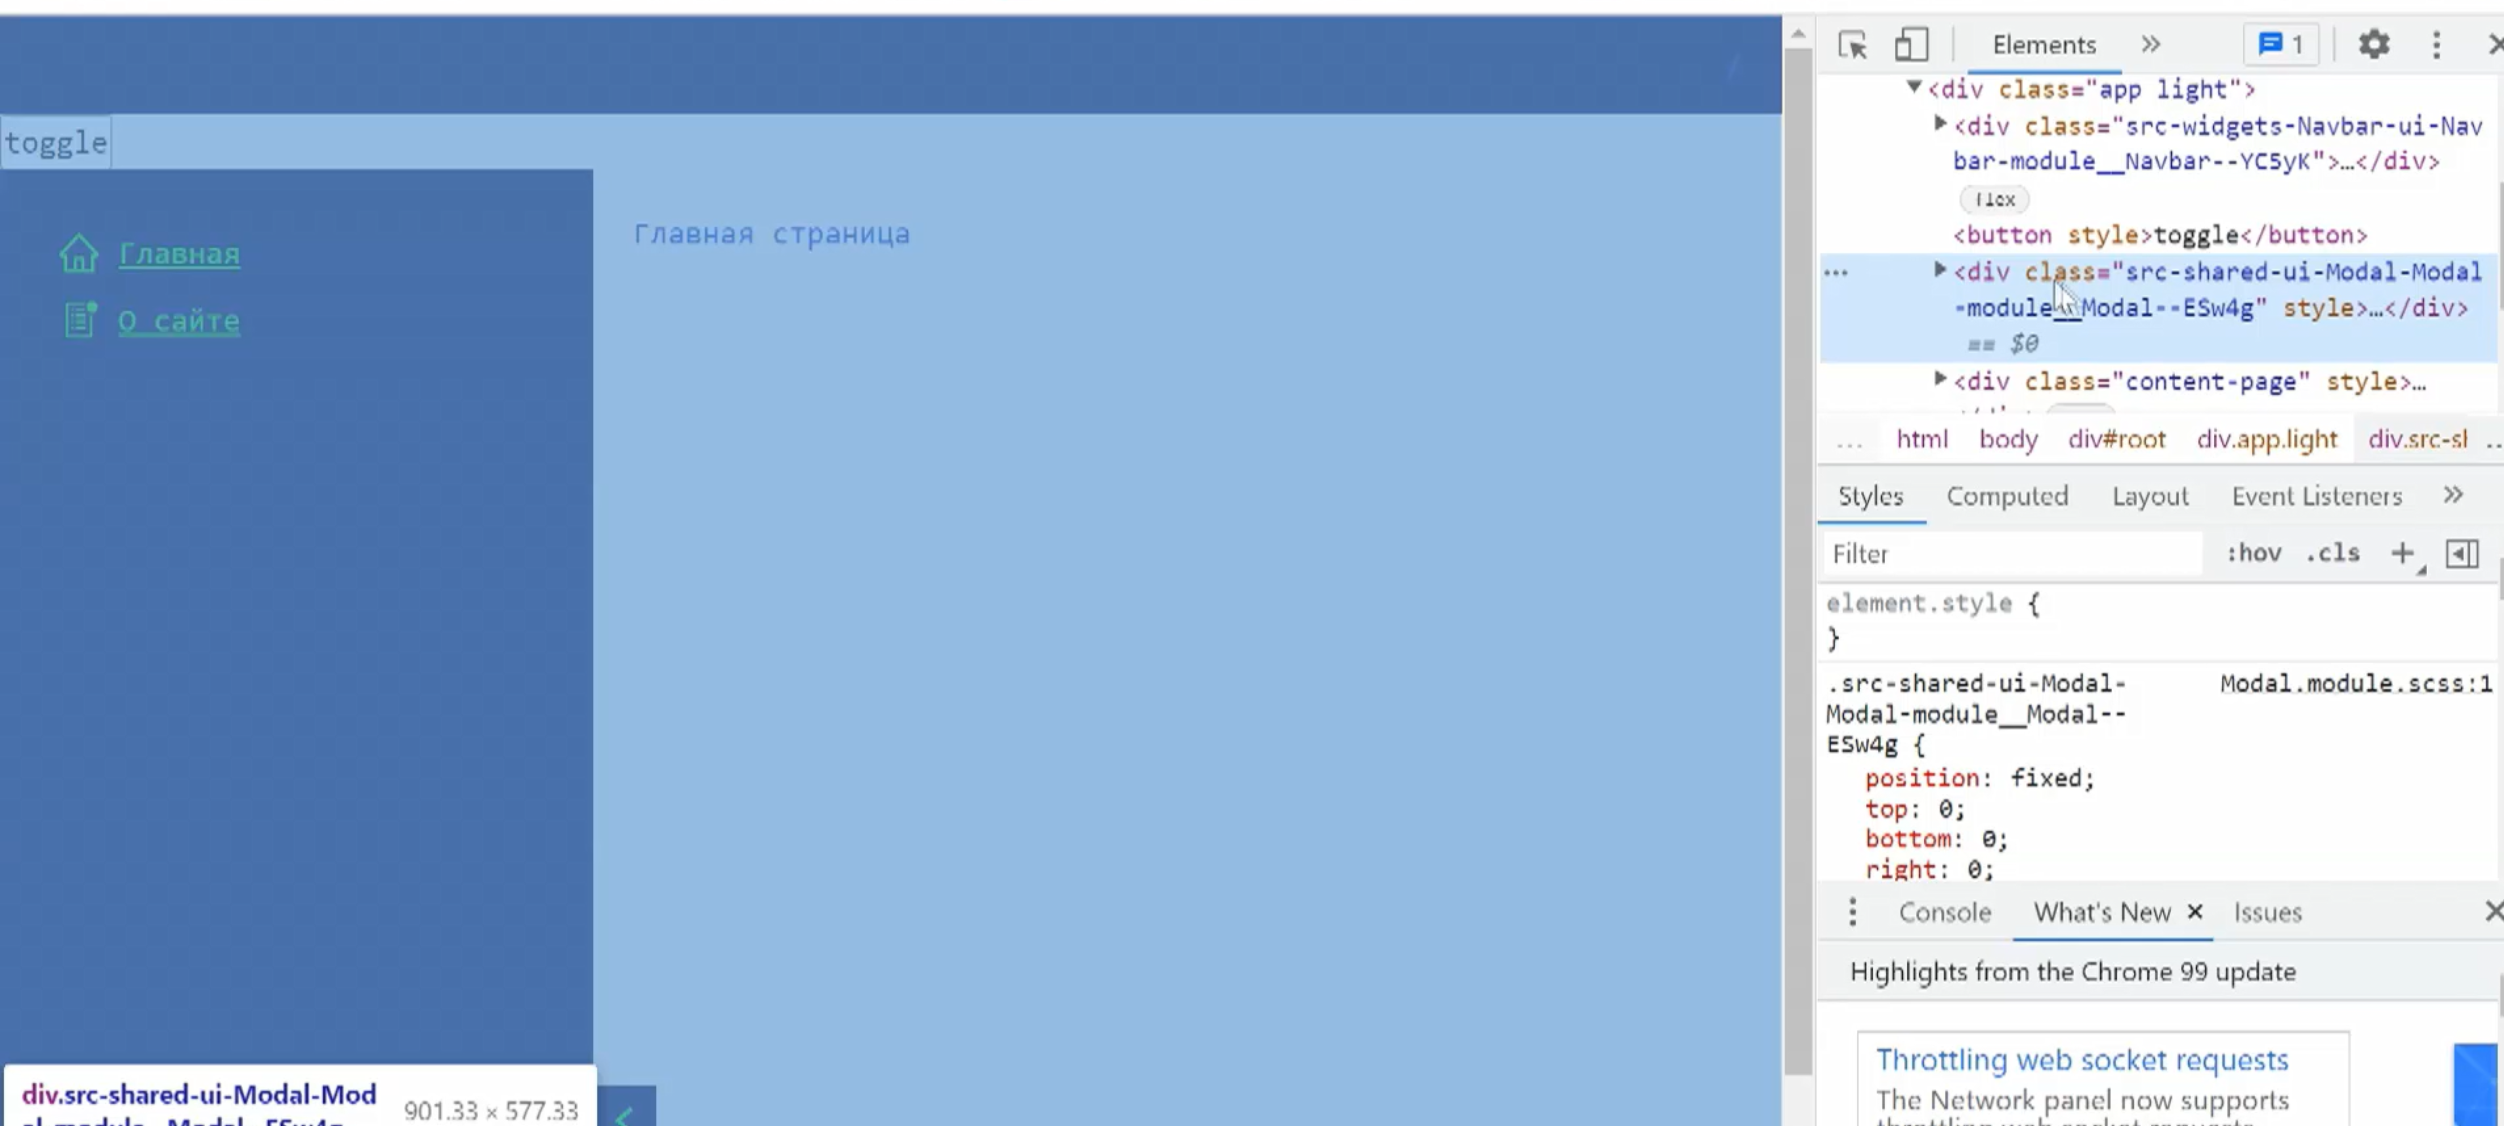 toggle
Главная
О сайте
Главная страница
div.src-shared-ui-Modal-Mod
901.33 × 577.33
Elements
1
<div class="app light">
<div class="src-widgets-Navbar-ui-Nav
bar-module__Navbar--YC5yK">…</div>
flex
<button style>toggle</button>
<div class="src-shared-ui-Modal-Modal
-module__Modal--ESw4g" style>…</div>
== $0
<div class="content-page" style>…
... html body div#root div.app.light div.src-sl ..
Styles Computed Layout Event Listeners
Filter :hov .cls
element.style {
}
.src-shared-ui-Modal- Modal.module.scss:1
Modal-module__Modal--
ESw4g {
position: fixed;
top: 0;
bottom: 0;
right: 0;
Console What's New × Issues
Highlights from the Chrome 99 update
Throttling web socket requests
The Network panel now supports